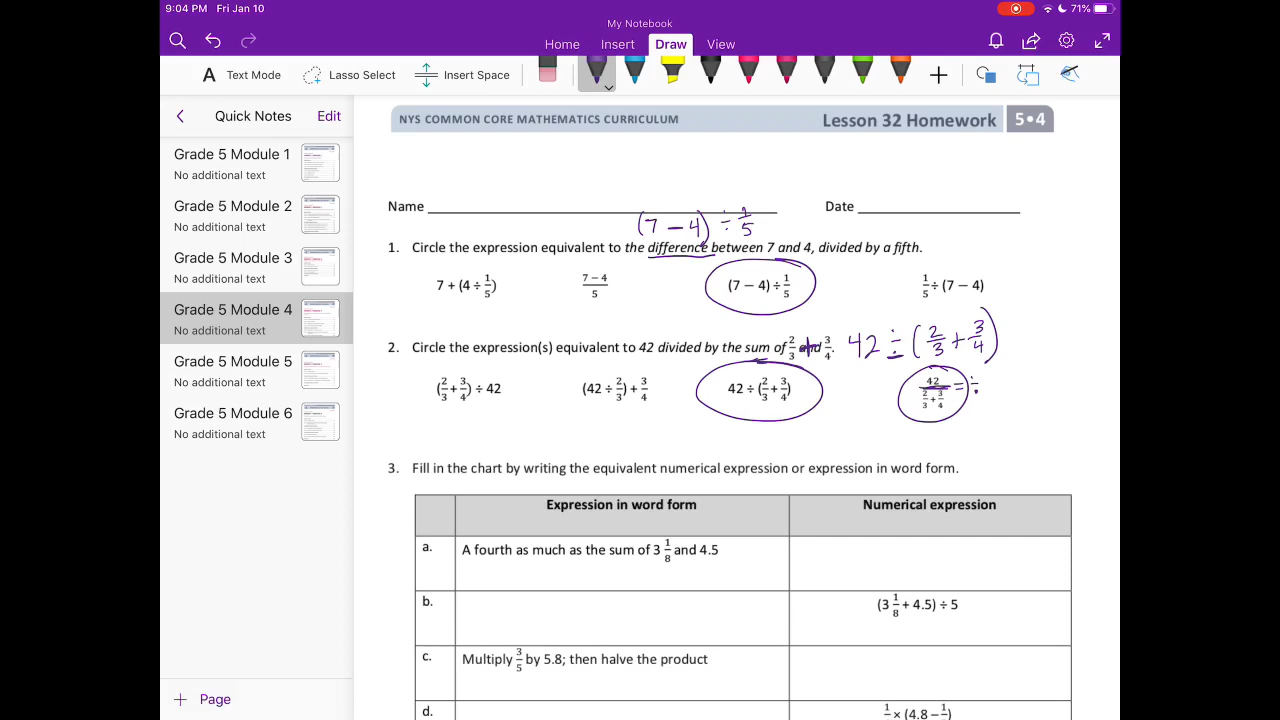 9:04 PM Fri Jan 10
71%
My Notebook
Home Insert Draw View
A Text Mode Lasso Select Insert Space
Quick Notes Edit
Grade 5 Module 1
No additional text
Grade 5 Module 2
No additional text
Grade 5 Module 3
No additional text
Grade 5 Module 4
No additional text
Grade 5 Module 5
No additional text
Grade 5 Module 6
No additional text
+ Page
NYS COMMON CORE MATHEMATICS CURRICULUM Lesson 32 Homework 5•4
Name Date
(7 − 4) ÷ 1/5
1. Circle the expression equivalent to the difference between 7 and 4, divided by a fifth.
7 + (4 ÷ 1/5) (7 − 4)/5 (7 − 4) ÷ 1/5 1/5 ÷ (7 − 4)
2. Circle the expression(s) equivalent to 42 divided by the sum of 2/3 and 3/4.
+ 42 ÷ (2/3 + 3/4)
(2/3 + 3/4) ÷ 42 (42 ÷ 2/3) + 3/4 42 ÷ (2/3 + 3/4) 42/(2/3 + 3/4) = ÷
3. Fill in the chart by writing the equivalent numerical expression or expression in word form.
Expression in word form Numerical expression
a. A fourth as much as the sum of 3 1/8 and 4.5
b. (3 1/8 + 4.5) ÷ 5
c. Multiply 3/5 by 5.8; then halve the product
d.